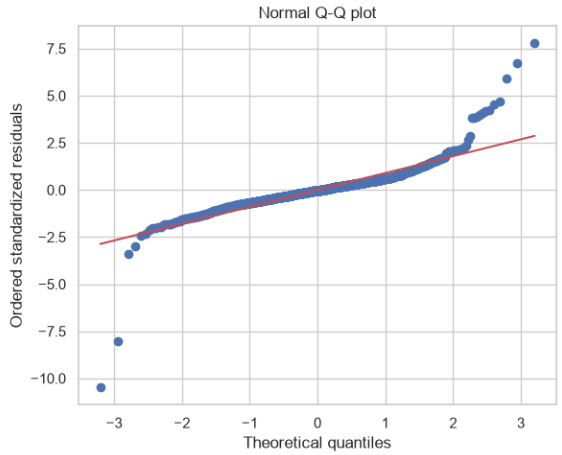 Normal Q-Q plot
Ordered standardized residuals
7.5
5.0
2.5
0.0
−2.5
−5.0
−7.5
−10.0
−3 −2 −1 0 1 2 3
Theoretical quantiles